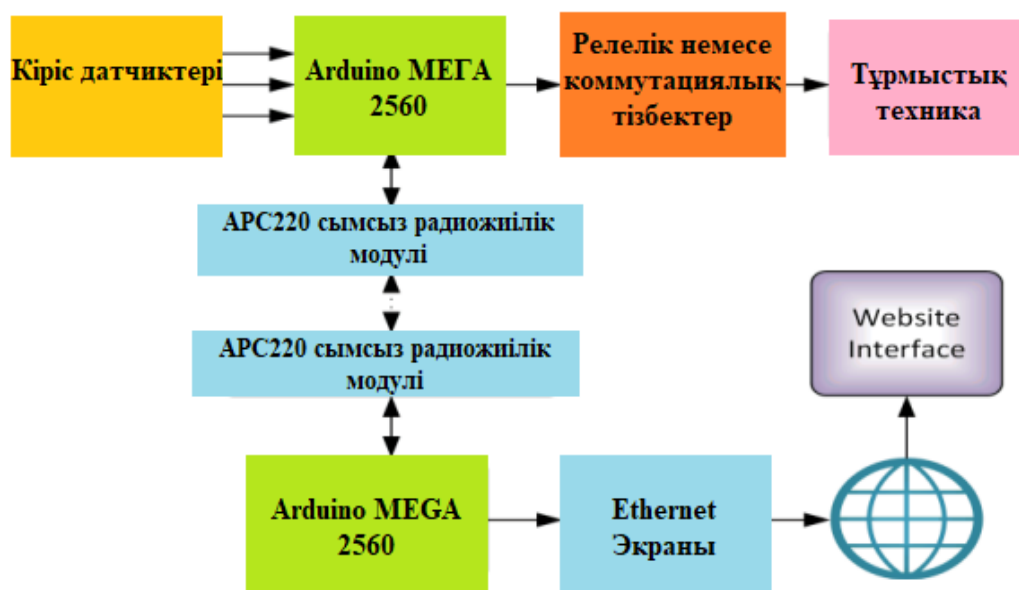 Кіріс датчиктері
Arduino МЕГА
2560
Релелік немесе
коммутациялық
тізбектер
Тұрмыстық
техника
APC220 сымсыз радиожиілік
модулі
APC220 сымсыз радиожиілік
модулі
Website
Interface
Arduino MEGA
2560
Ethernet
Экраны